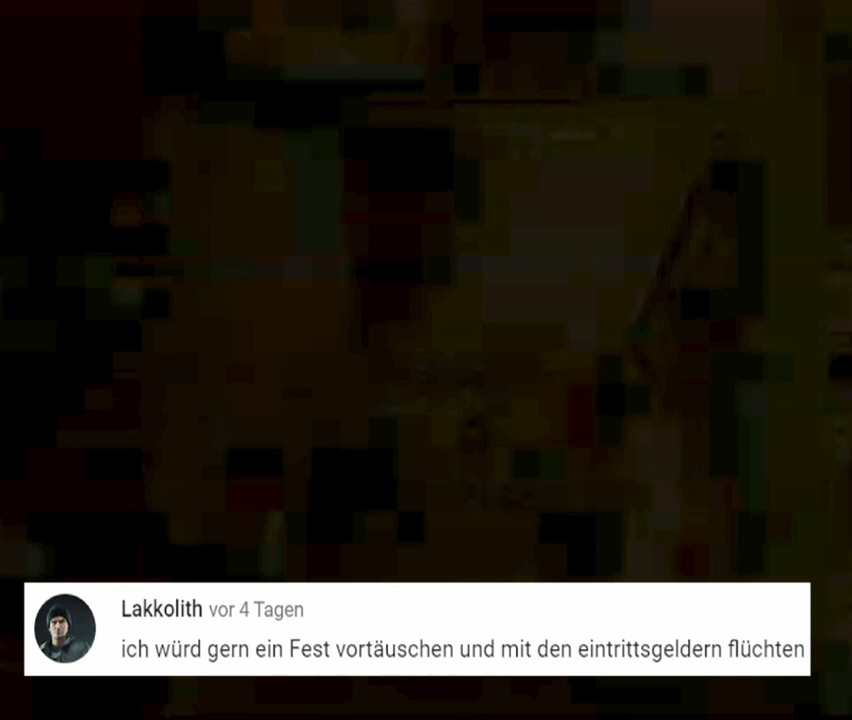 Lakkolith vor 4 Tagen
ich würd gern ein Fest vortäuschen und mit den eintrittsgeldern flüchten